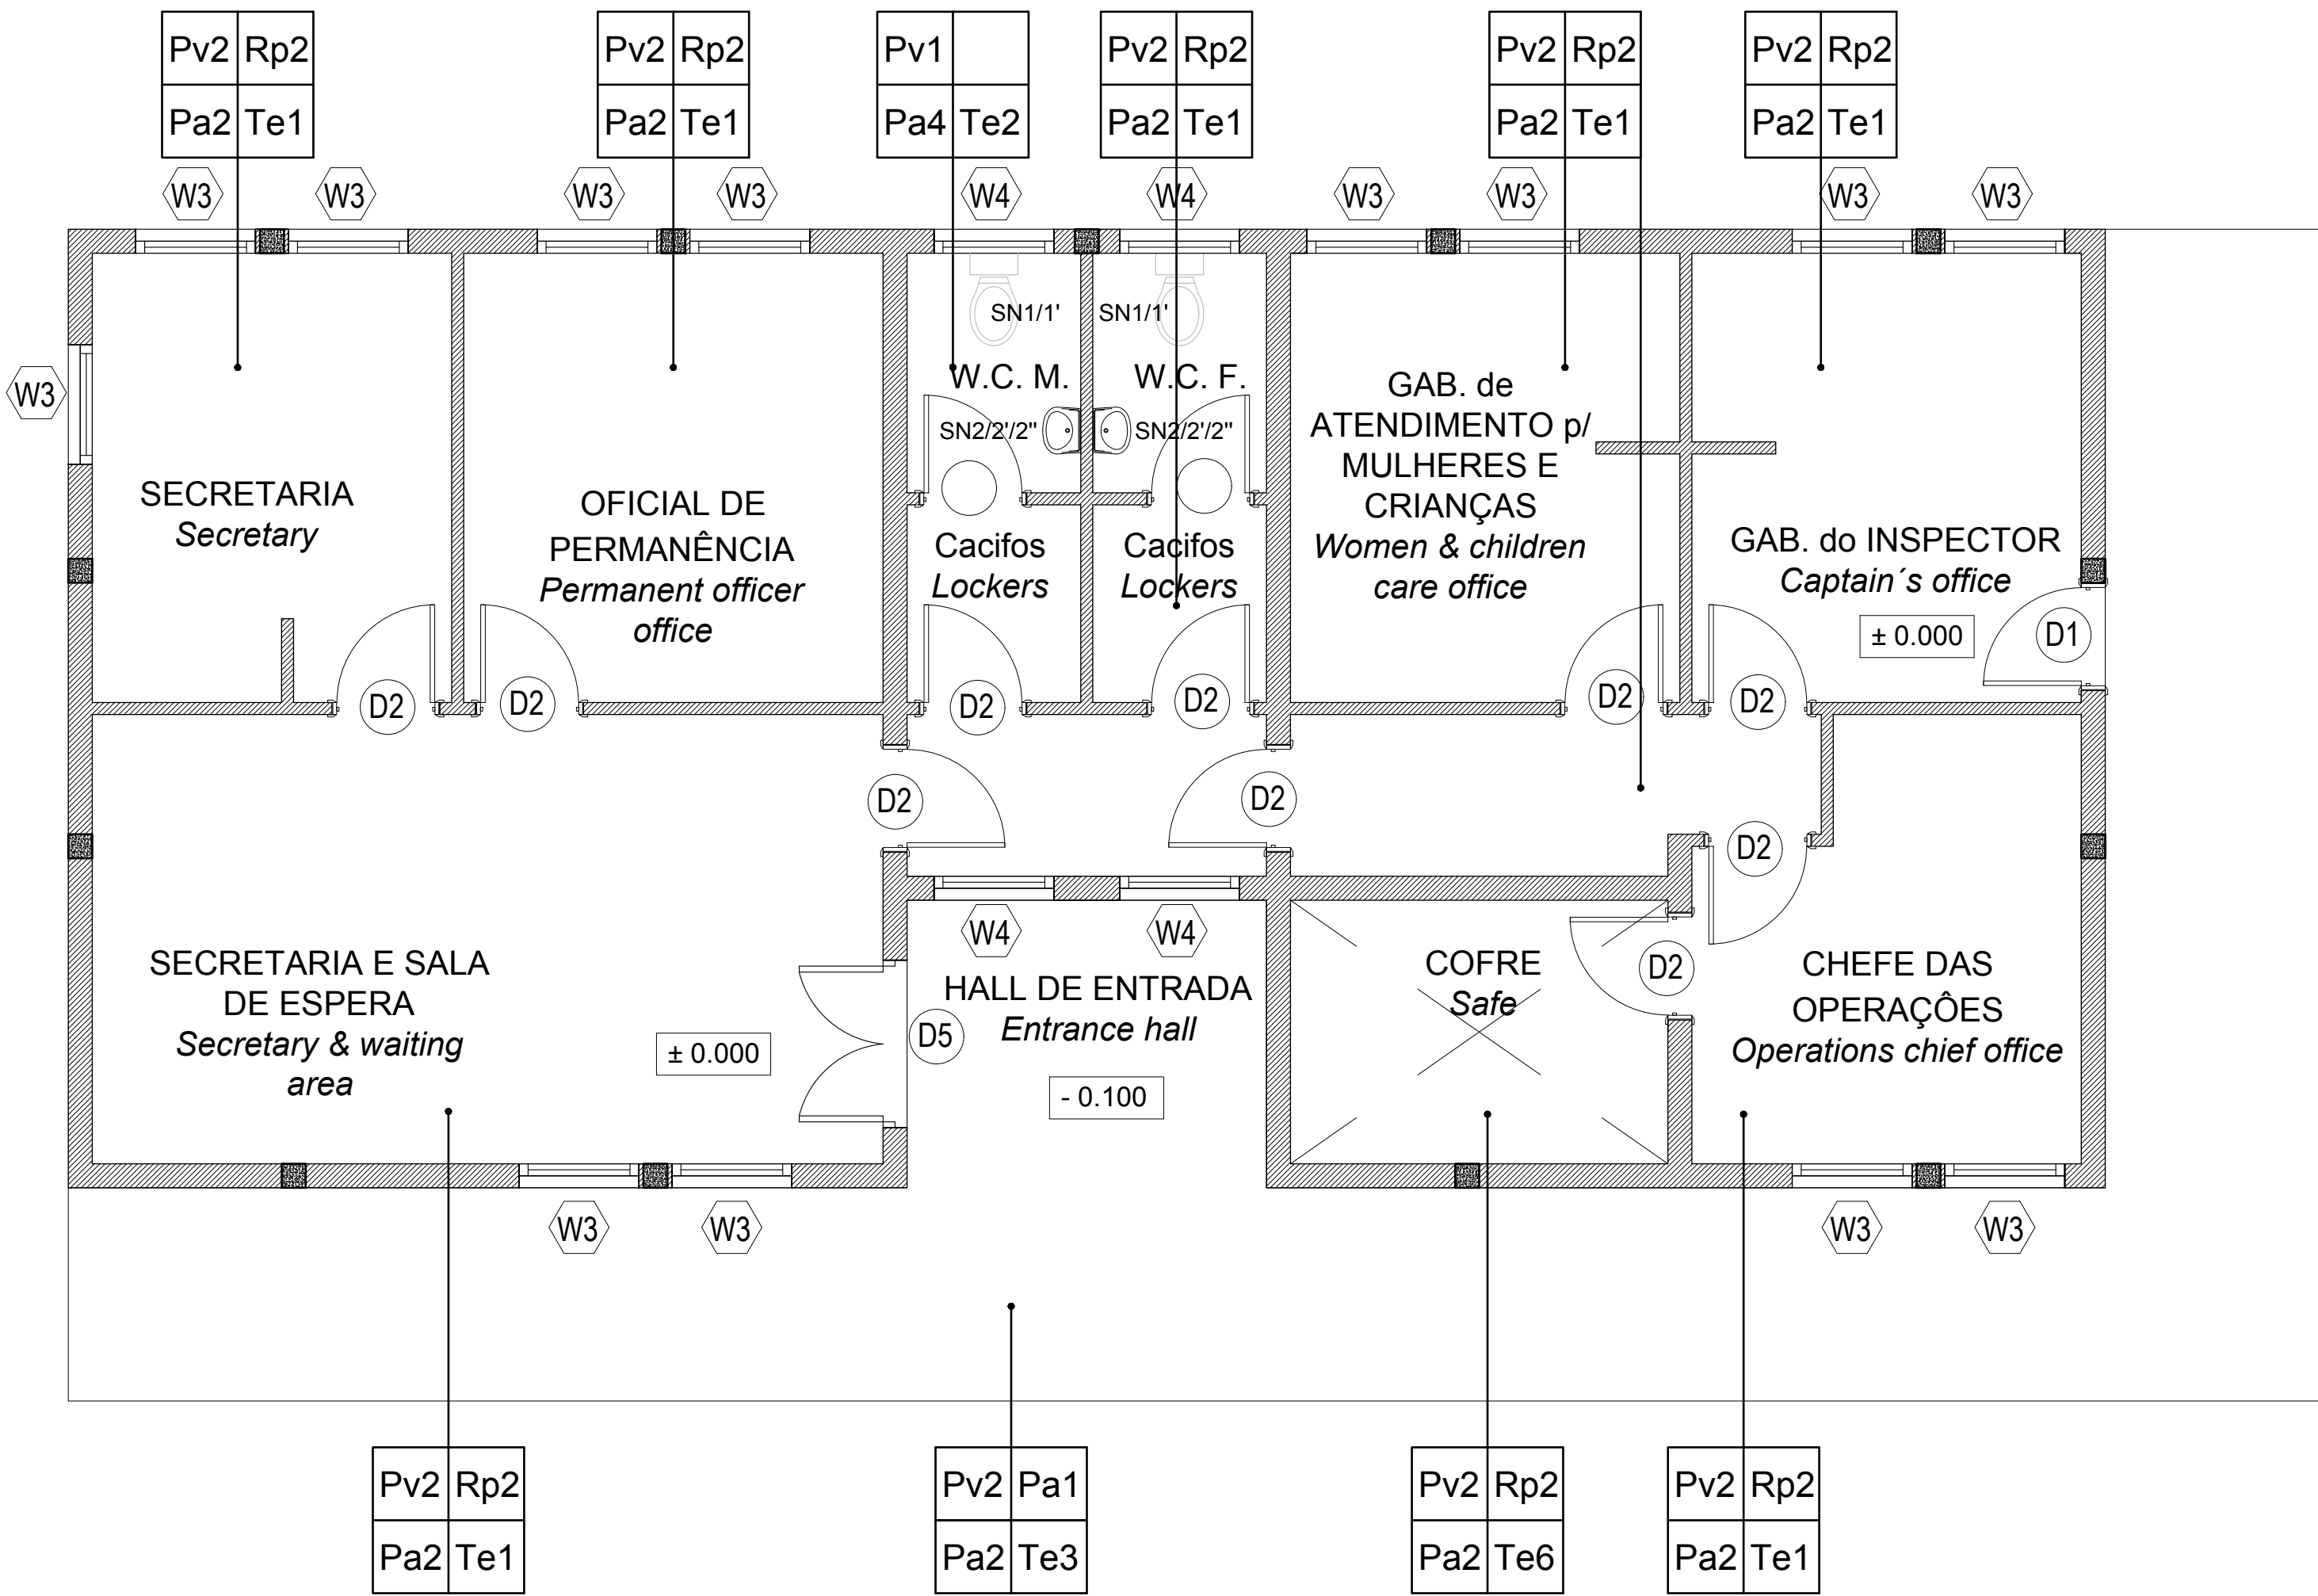 Pv2 Rp2
Pa2 Te1
Pv2 Rp2
Pa2 Te1
Pv1
Pa4 Te2
Pv2 Rp2
Pa2 Te1
Pv2 Rp2
Pa2 Te1
Pv2 Rp2
Pa2 Te1
W3 W3 W3 W3 W4 W4 W3 W3 W3 W3
W3
SECRETARIA
Secretary
OFICIAL DE
PERMANÊNCIA
Permanent officer
office
SN1/1'
W.C. M.
SN2/2'/2"
Cacifos
Lockers
SN1/1'
W.C. F.
SN2/2'/2"
Cacifos
Lockers
GAB. de
ATENDIMENTO p/
MULHERES E
CRIANÇAS
Women & children
care office
GAB. do INSPECTOR
Captain´s office
± 0.000
D1
D2 D2 D2 D2 D2 D2
D2 D2 D2
SECRETARIA E SALA
DE ESPERA
Secretary & waiting
area
± 0.000
D5
W4 W4
HALL DE ENTRADA
Entrance hall
- 0.100
COFRE
Safe
D2
CHEFE DAS
OPERAÇÔES
Operations chief office
W3 W3 W3 W3
Pv2 Rp2
Pa2 Te1
Pv2 Pa1
Pa2 Te3
Pv2 Rp2
Pa2 Te6
Pv2 Rp2
Pa2 Te1